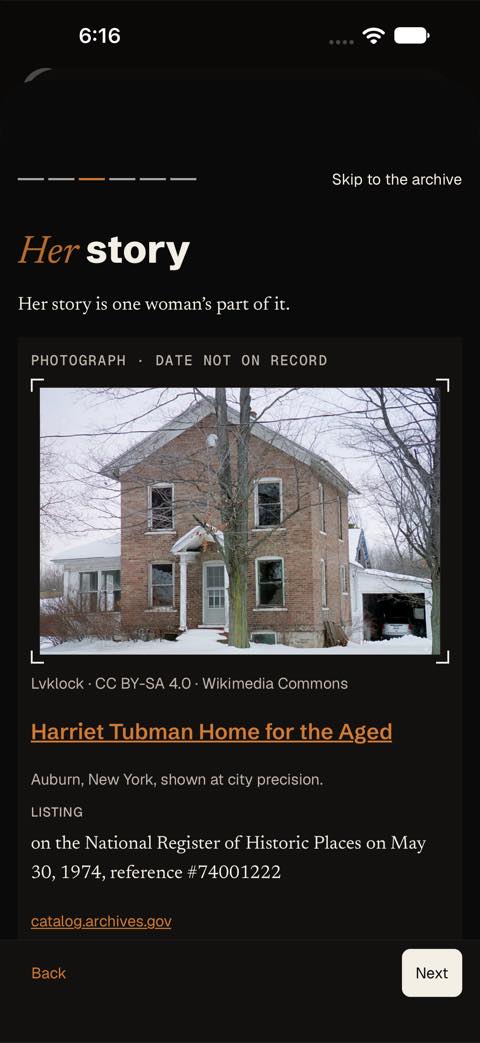 6:16
Skip to the archive
Her story
Her story is one woman’s part of it.
PHOTOGRAPH · DATE NOT ON RECORD
Lvklock · CC BY-SA 4.0 · Wikimedia Commons
Harriet Tubman Home for the Aged
Auburn, New York, shown at city precision.
LISTING
on the National Register of Historic Places on May
30, 1974, reference #74001222
catalog.archives.gov
Back
Next